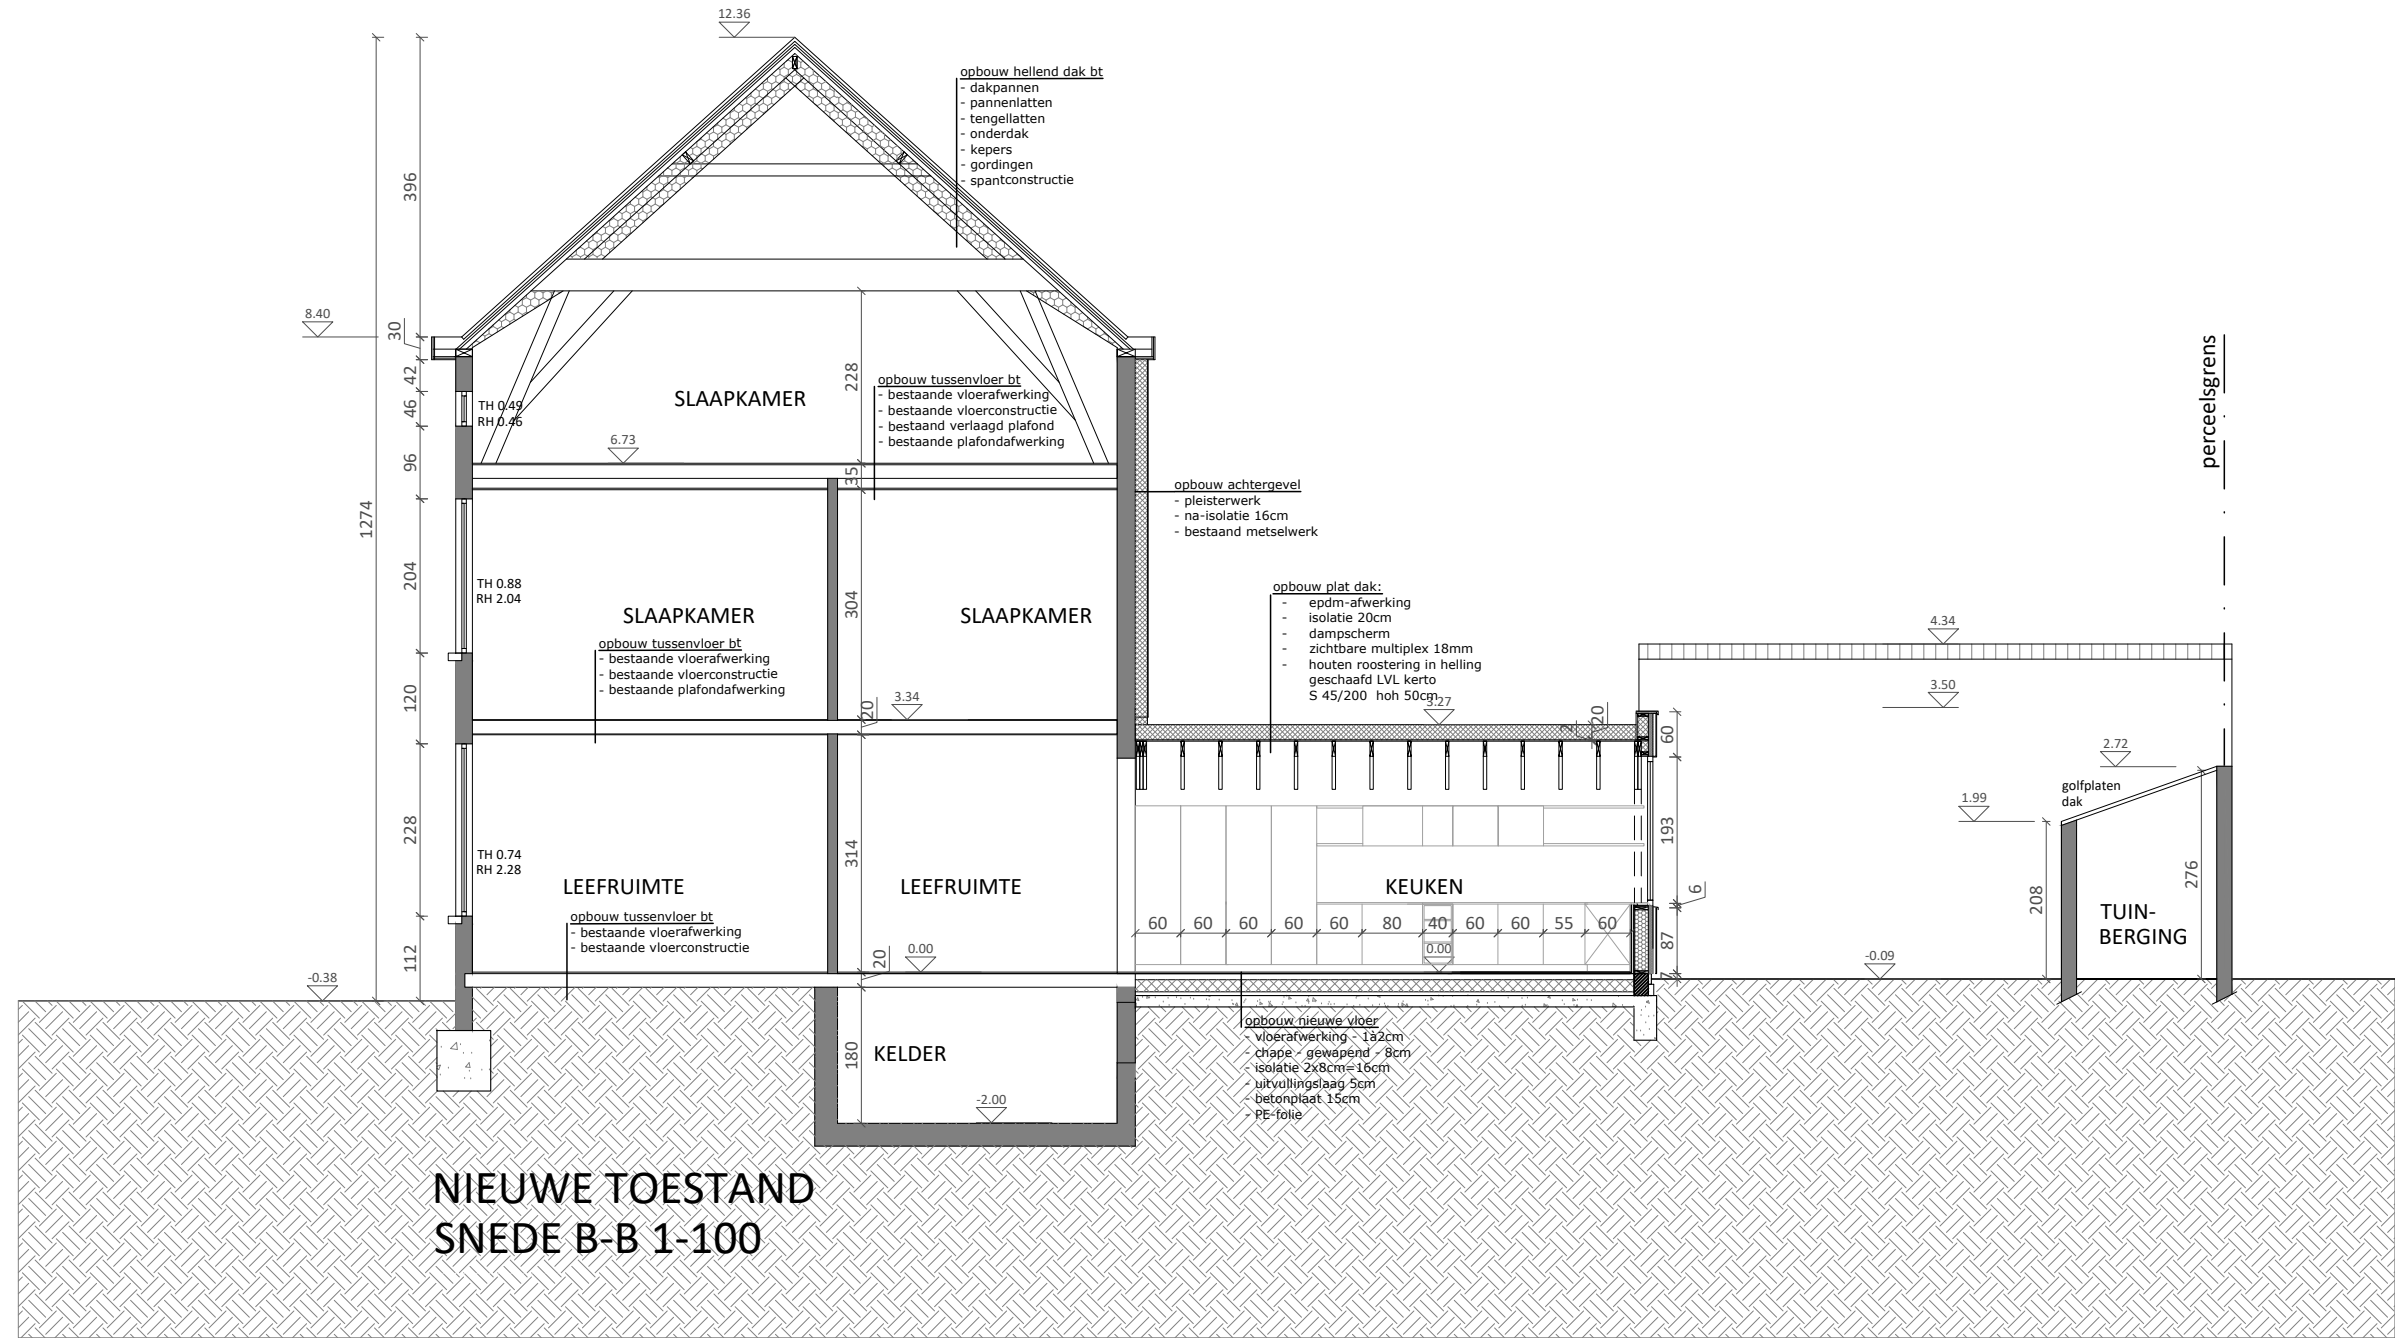 12.36
opbouw hellend dak bt
- dakpannen
- pannenlatten
- tengellatten
- onderdak
- kepers
- gordingen
- spantconstructie
396
1274
8.40
30
42
46
96
204
120
228
112
-0.38
TH 0.49
RH 0.46
SLAAPKAMER
228
6.73
35
opbouw tussenvloer bt
- bestaande vloerafwerking
- bestaande vloerconstructie
- bestaand verlaagd plafond
- bestaande plafondafwerking
opbouw achtergevel
- pleisterwerk
- na-isolatie 16cm
- bestaand metselwerk
TH 0.88
RH 2.04
SLAAPKAMER
304
SLAAPKAMER
opbouw tussenvloer bt
- bestaande vloerafwerking
- bestaande vloerconstructie
- bestaande plafondafwerking
20
3.34
opbouw plat dak:
- epdm-afwerking
- isolatie 20cm
- dampscherm
- zichtbare multiplex 18mm
- houten roostering in helling
geschaafd LVL kerto
S 45/200 hoh 50cm
3.27
2
20
60
193
6
87
7
TH 0.74
RH 2.28
LEEFRUIMTE
314
LEEFRUIMTE
KEUKEN
opbouw tussenvloer bt
- bestaande vloerafwerking
- bestaande vloerconstructie
20
0.00
60 60 60 60 60 80 40 60 60 55 60
0.00
perceelsgrens
4.34
3.50
2.72
golfplaten
dak
1.99
208
276
TUIN-
BERGING
-0.09
180
KELDER
-2.00
opbouw nieuwe vloer
- vloerafwerking - 1à2cm
- chape - gewapend - 8cm
- isolatie 2x8cm=16cm
- uitvullingslaag 5cm
- betonplaat 15cm
- PE-folie
NIEUWE TOESTAND
SNEDE B-B 1-100